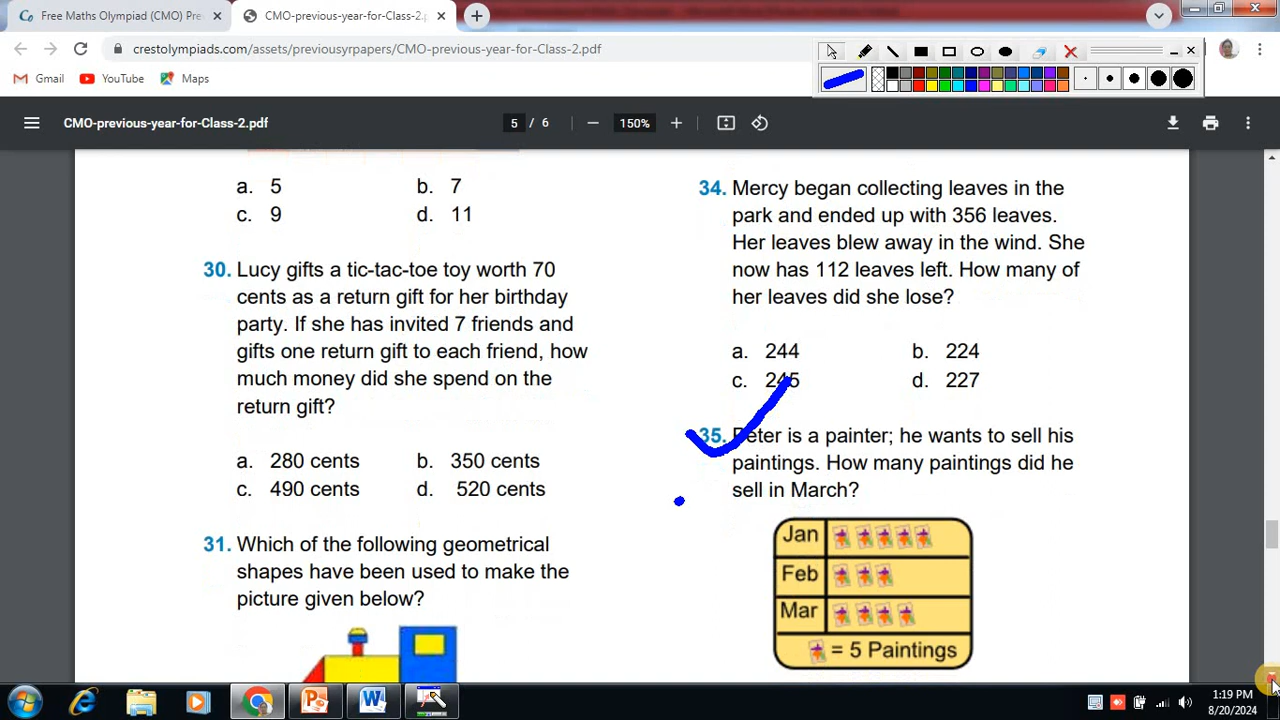 Free Maths Olympiad (CMO) Pre
CMO-previous-year-for-Class-2.pdf
crestolympiads.com/assets/previousyrpapers/CMO-previous-year-for-Class-2.pdf
Gmail YouTube Maps
CMO-previous-year-for-Class-2.pdf
5 / 6
150%
a. 5 b. 7
c. 9 d. 11
30. Lucy gifts a tic-tac-toe toy worth 70
cents as a return gift for her birthday
party. If she has invited 7 friends and
gifts one return gift to each friend, how
much money did she spend on the
return gift?
a. 280 cents b. 350 cents
c. 490 cents d. 520 cents
31. Which of the following geometrical
shapes have been used to make the
picture given below?
34. Mercy began collecting leaves in the
park and ended up with 356 leaves.
Her leaves blew away in the wind. She
now has 112 leaves left. How many of
her leaves did she lose?
a. 244 b. 224
c. 245 d. 227
35. Peter is a painter; he wants to sell his
paintings. How many paintings did he
sell in March?
Jan
Feb
Mar
= 5 Paintings
1:19 PM
8/20/2024